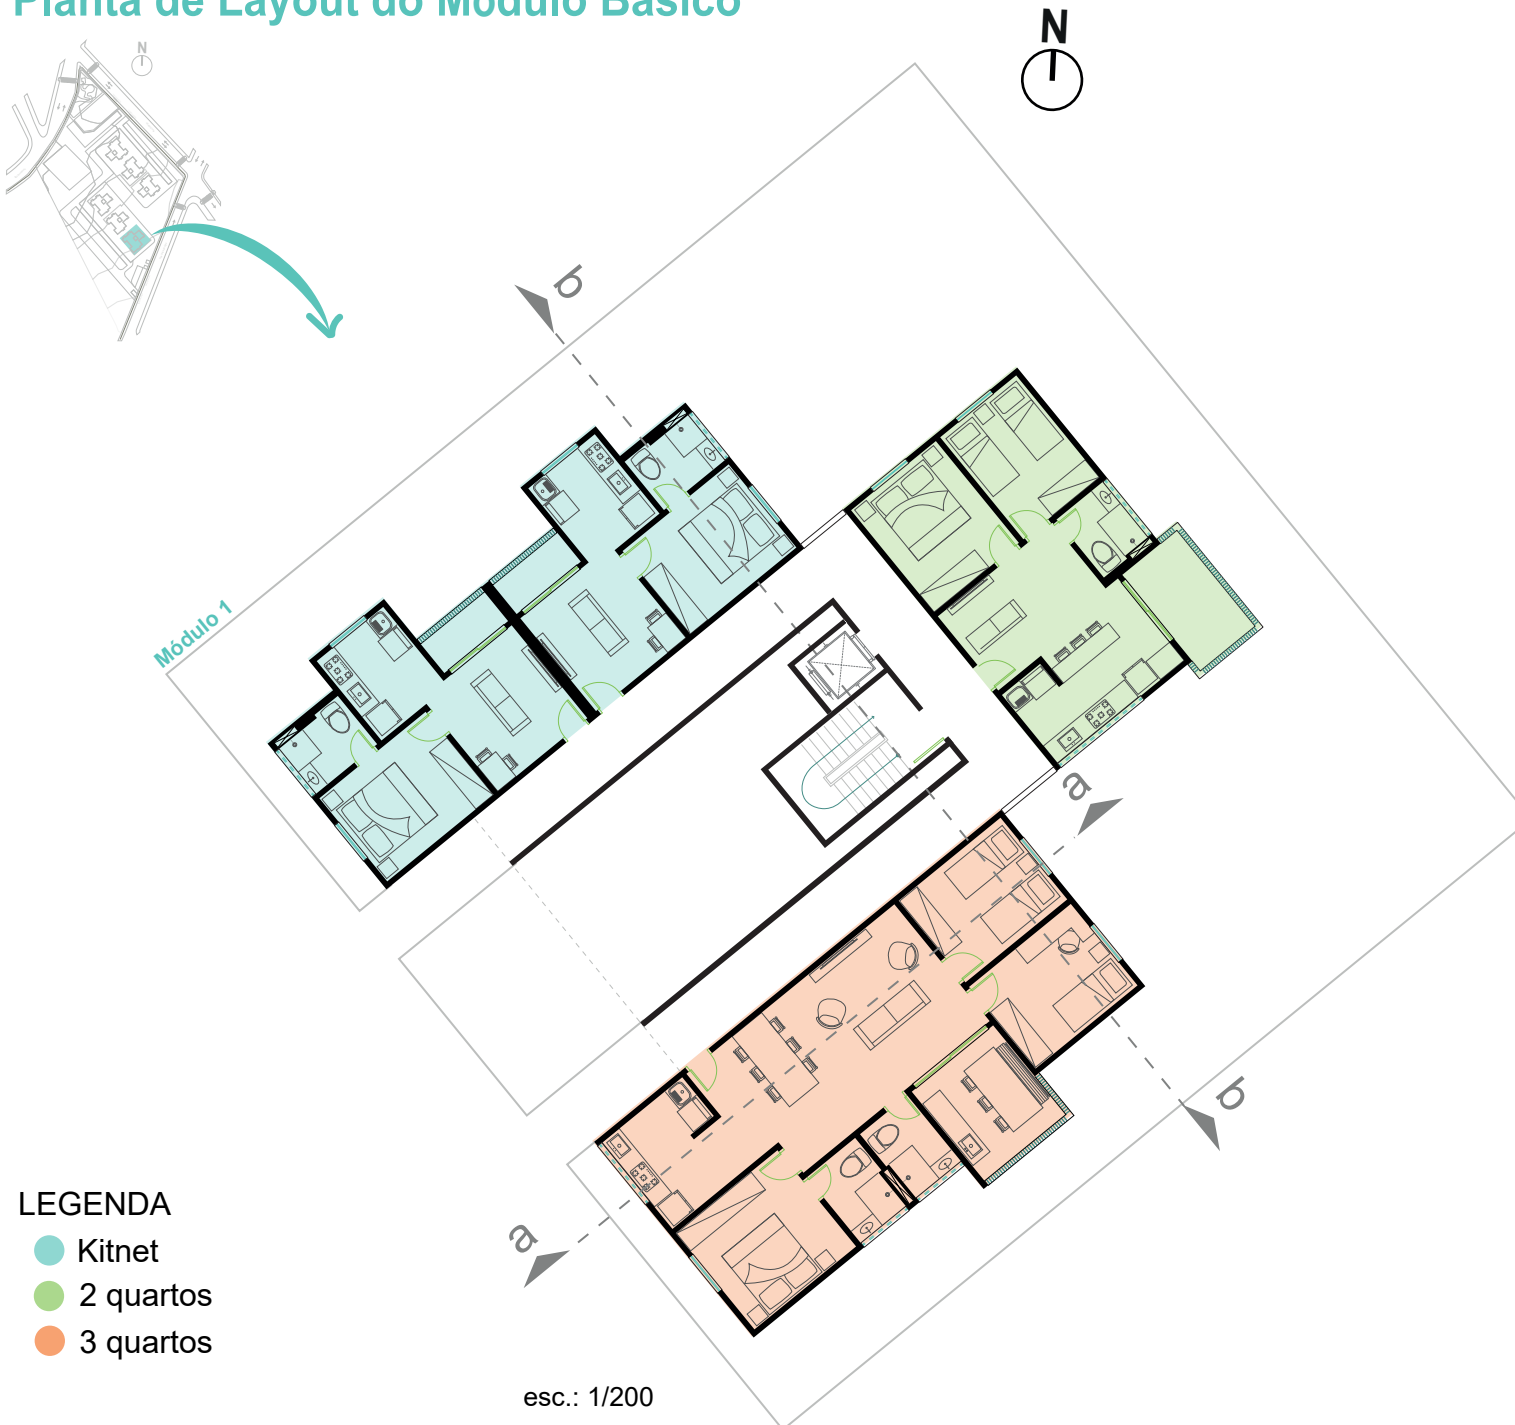 Planta de Layout do Módulo Básico
N
N
b
Módulo 1
a
b
a
LEGENDA
Kitnet
2 quartos
3 quartos
esc.: 1/200